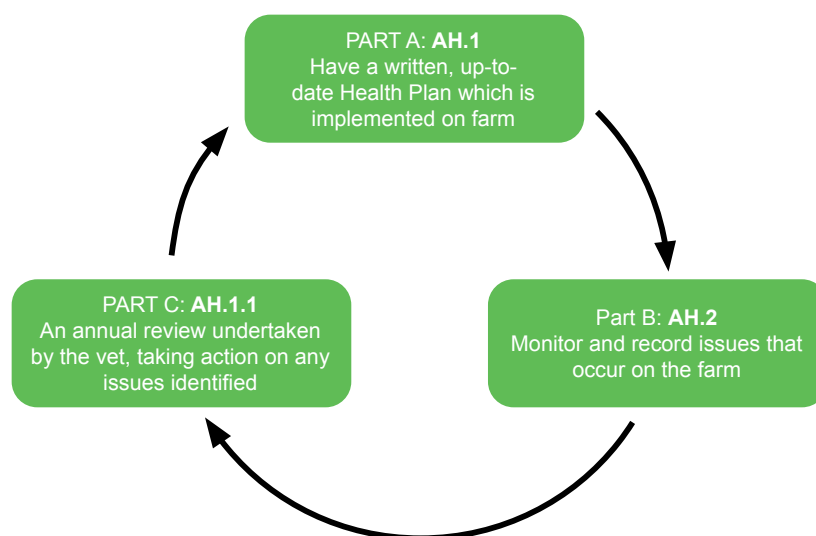 PART A: AH.1
Have a written, up-to-
date Health Plan which is
implemented on farm
Part B: AH.2
Monitor and record issues that
occur on the farm
PART C: AH.1.1
An annual review undertaken
by the vet, taking action on any
issues identified